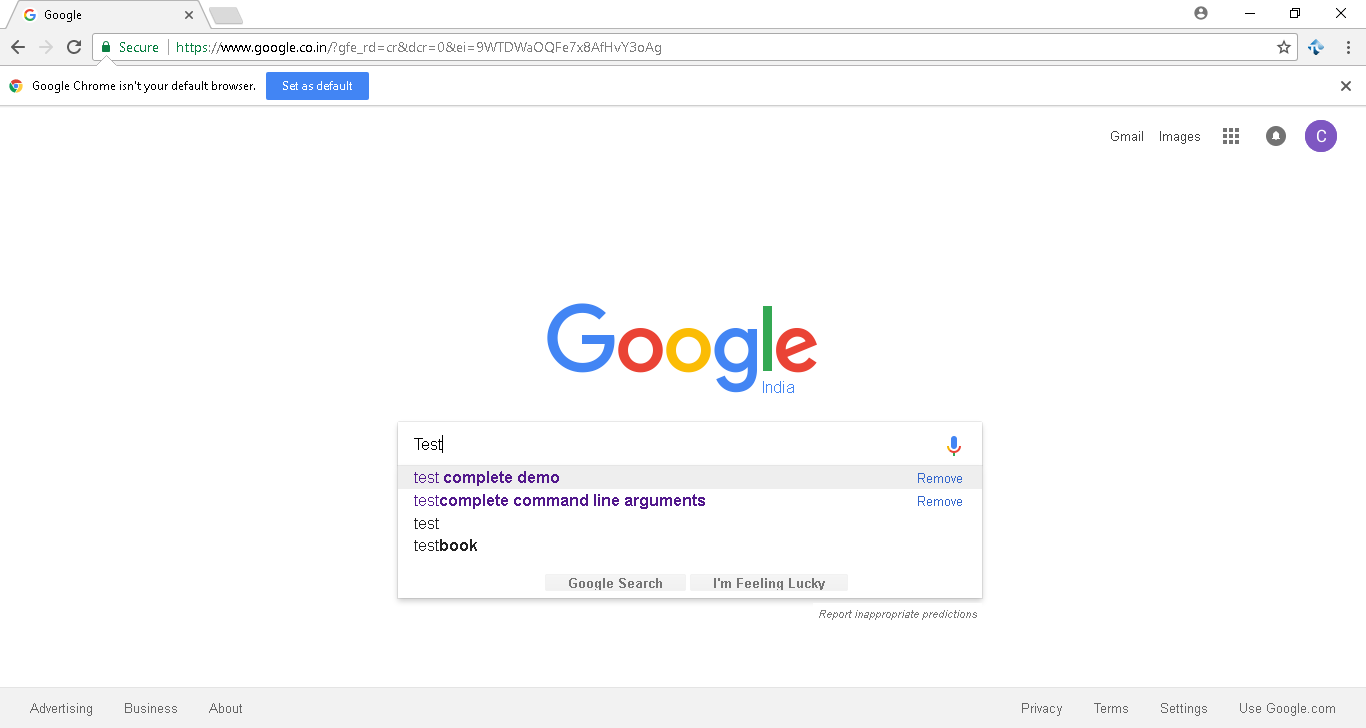 Google
Secure https://www.google.co.in/?gfe_rd=cr&dcr=0&ei=9WTDWaOQFe7x8AfHvY3oAg
Google Chrome isn't your default browser. Set as default
Gmail Images C
Google
India
Test
test complete demo Remove
testcomplete command line arguments Remove
test
testbook
Google Search I'm Feeling Lucky
Report inappropriate predictions
Advertising Business About Privacy Terms Settings Use Google.com